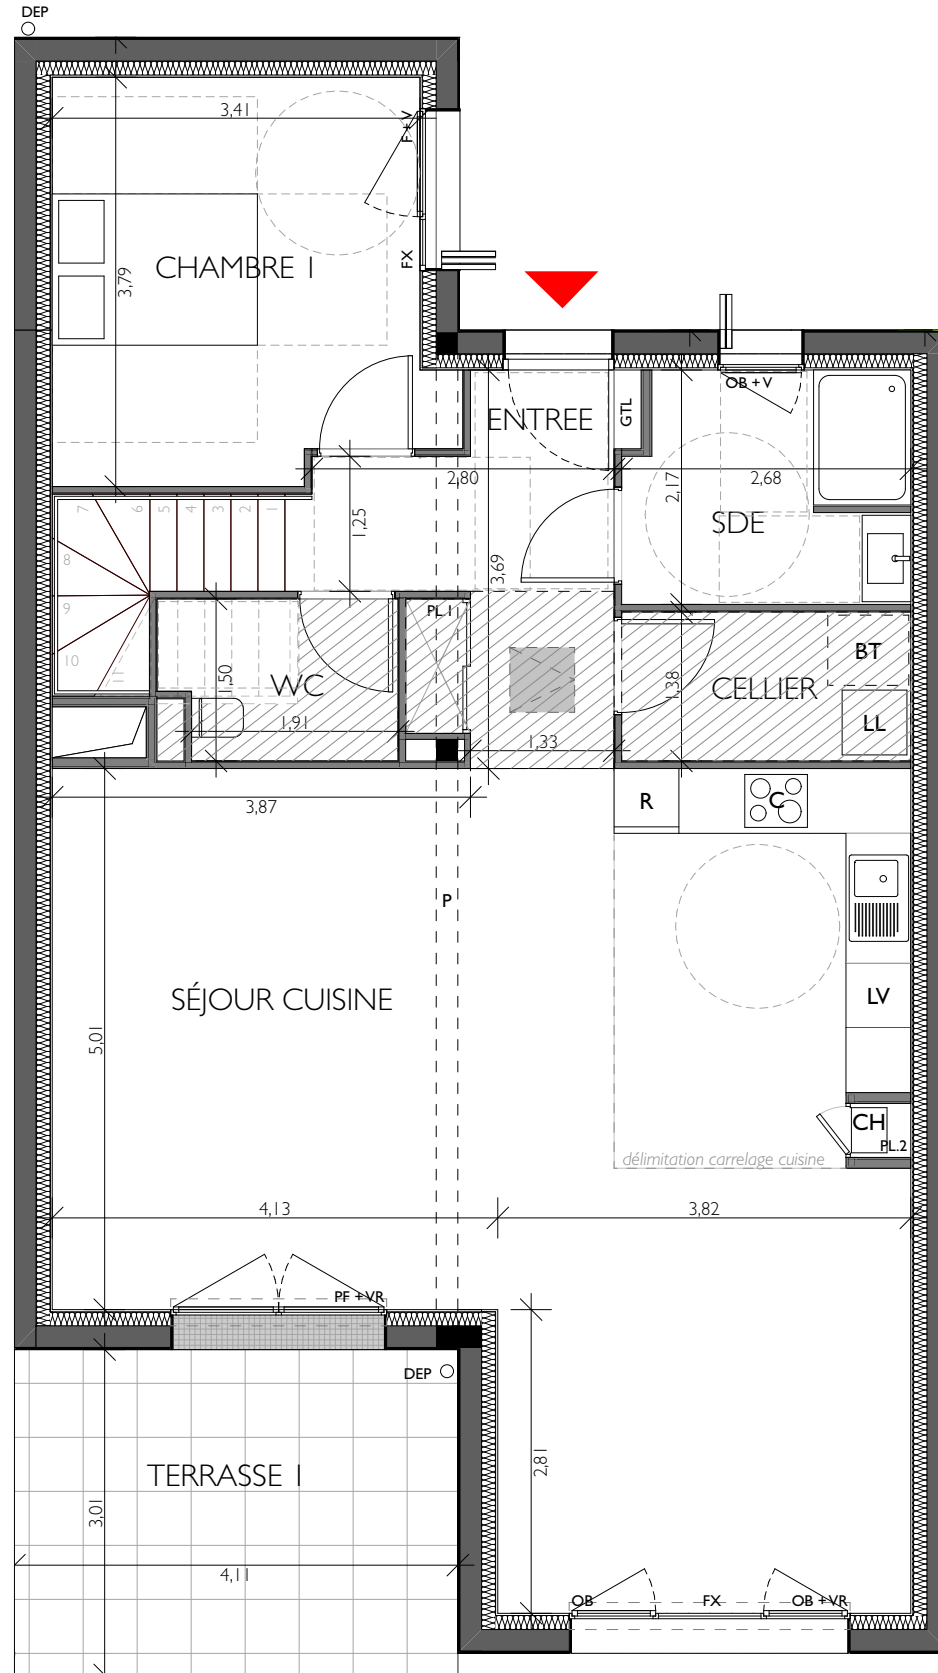 DEP
3,41
F+V
FX
CHAMBRE 1
3,79
ENTREE
GTL
OB + V
2,80
2,68
2,17
1,25
SDE
3,69
7
6
5
4
3
2
1
8
9
10
11
PL.1
WC
1,50
1,91
1,33
1,38
CELLIER
BT
LL
3,87
R
C
P
SÉJOUR CUISINE
5,01
LV
CH
PL.2
délimitation carrelage cuisine
4,13
3,82
PF +VR
DEP
TERRASSE 1
2,81
3,01
4,11
OB
FX
OB +VR